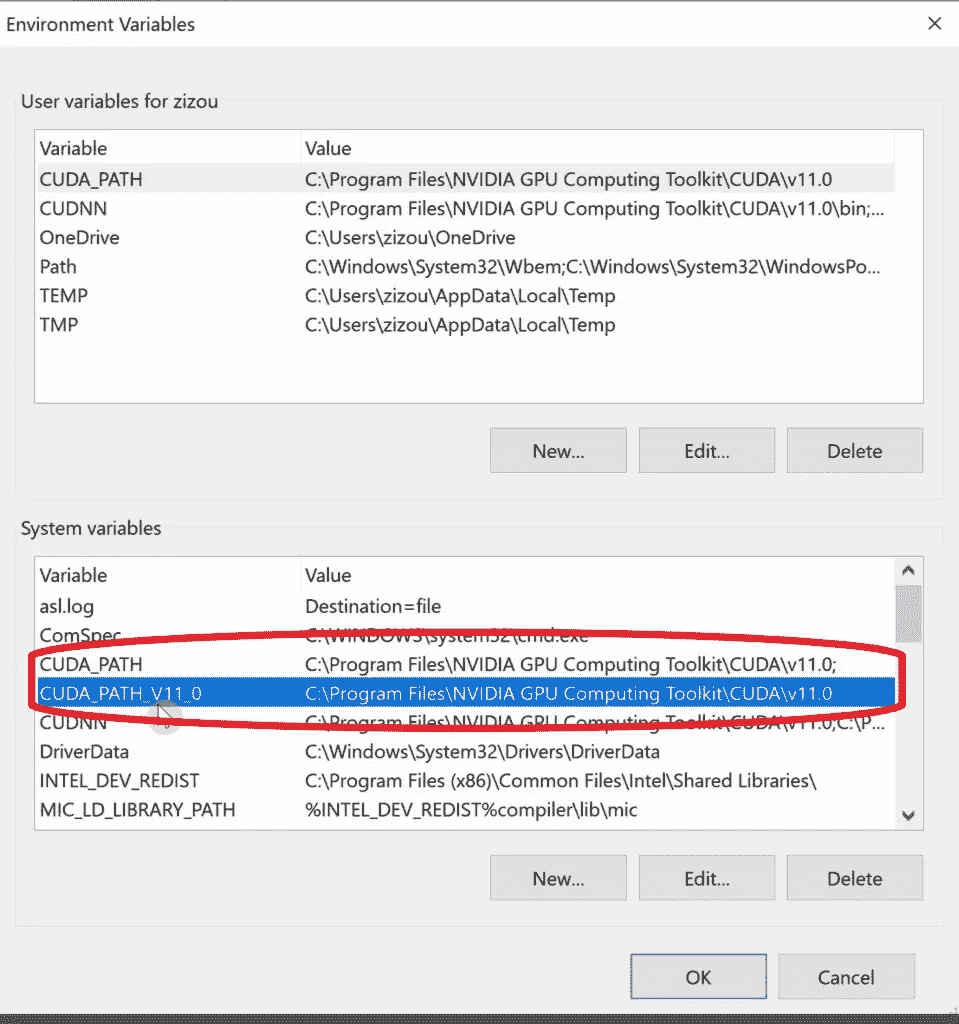 Environment Variables
User variables for zizou
Variable Value
CUDA_PATH C:\Program Files\NVIDIA GPU Computing Toolkit\CUDA\v11.0
CUDNN C:\Program Files\NVIDIA GPU Computing Toolkit\CUDA\v11.0\bin;...
OneDrive C:\Users\zizou\OneDrive
Path C:\Windows\System32\Wbem;C:\Windows\System32\WindowsPo...
TEMP C:\Users\zizou\AppData\Local\Temp
TMP C:\Users\zizou\AppData\Local\Temp
New... Edit... Delete
System variables
Variable Value
asl.log Destination=file
ComSpec C:\WINDOWS\system32\cmd.exe
CUDA_PATH C:\Program Files\NVIDIA GPU Computing Toolkit\CUDA\v11.0;
CUDA_PATH_V11_0 C:\Program Files\NVIDIA GPU Computing Toolkit\CUDA\v11.0
CUDNN C:\Program Files\NVIDIA GPU Computing Toolkit\CUDA\v11.0;C:\P...
DriverData C:\Windows\System32\Drivers\DriverData
INTEL_DEV_REDIST C:\Program Files (x86)\Common Files\Intel\Shared Libraries\
MIC_LD_LIBRARY_PATH %INTEL_DEV_REDIST%compiler\lib\mic
New... Edit... Delete
OK Cancel